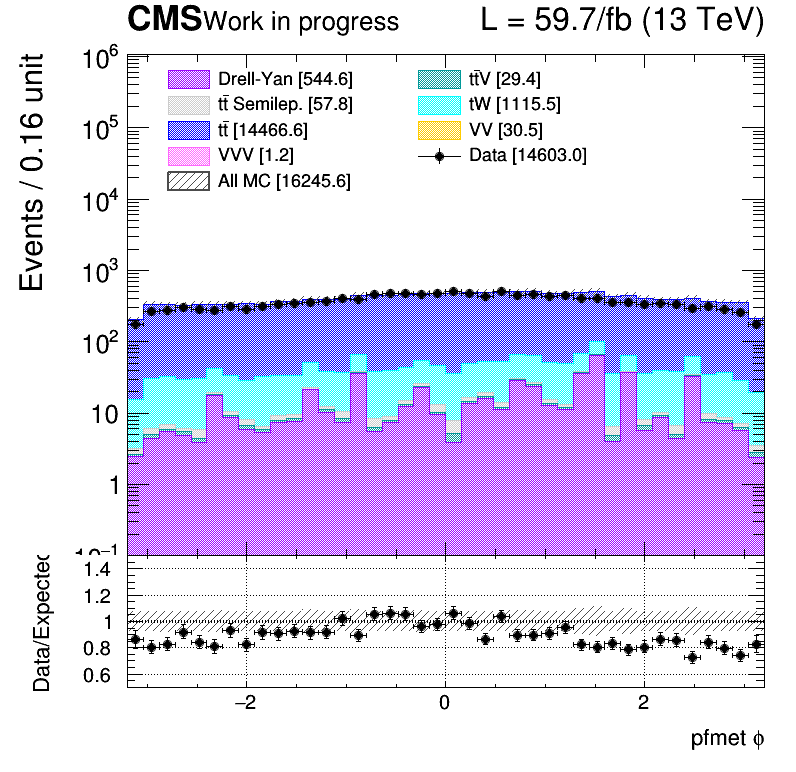 CMS Work in progress L = 59.7/fb (13 TeV)
Events / 0.16 unit
10⁶
10⁵
10⁴
10³
10²
10
1
10⁻¹
Drell-Yan [544.6]
tt̄ Semilep. [57.8]
tt̄ [14466.6]
VVV [1.2]
All MC [16245.6]
tt̄V [29.4]
tW [1115.5]
VV [30.5]
Data [14603.0]
Data/Expected
1.4
1.2
1
0.8
0.6
−2 0 2
pfmet ϕ